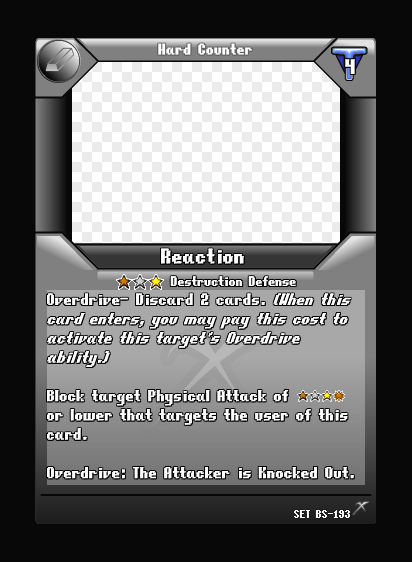 Hard Counter
4
Reaction
Destruction Defense
Overdrive- Discard 2 cards. (When this
card enters, you may pay this cost to
activate this target's Overdrive
ability.)
Block target Physical Attack of
or lower that targets the user of this
card.
Overdrive: The Attacker is Knocked Out.
SET BS-193